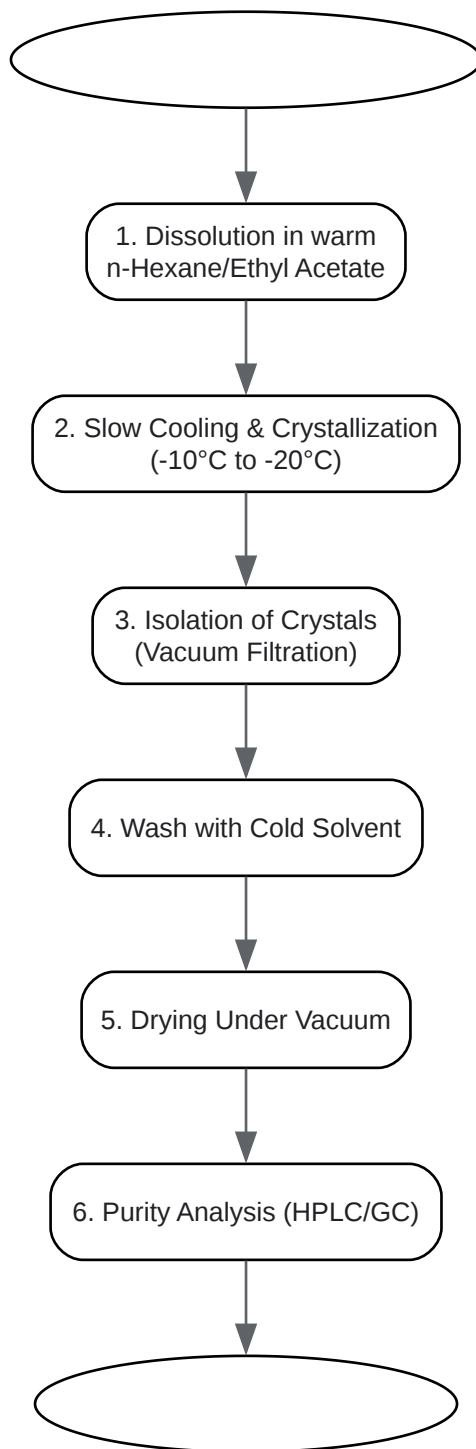 1. Dissolution in warm
n-Hexane/Ethyl Acetate
2. Slow Cooling & Crystallization
(-10°C to -20°C)
3. Isolation of Crystals
(Vacuum Filtration)
4. Wash with Cold Solvent
5. Drying Under Vacuum
6. Purity Analysis (HPLC/GC)